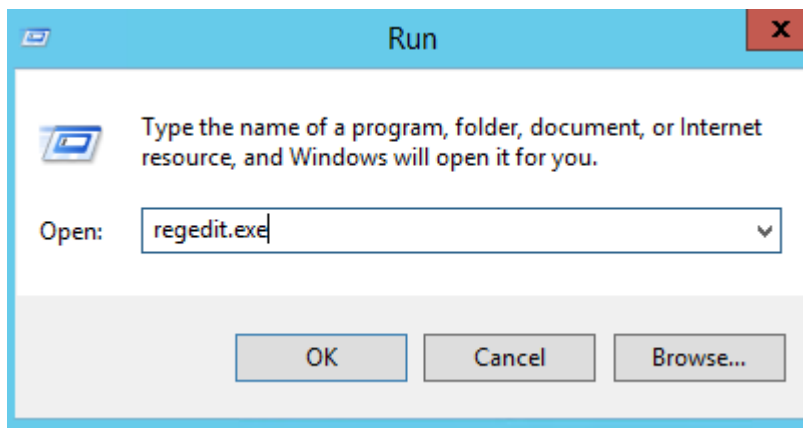 Run
x
Type the name of a program, folder, document, or Internet
resource, and Windows will open it for you.
Open: regedit.exe
OK Cancel Browse...